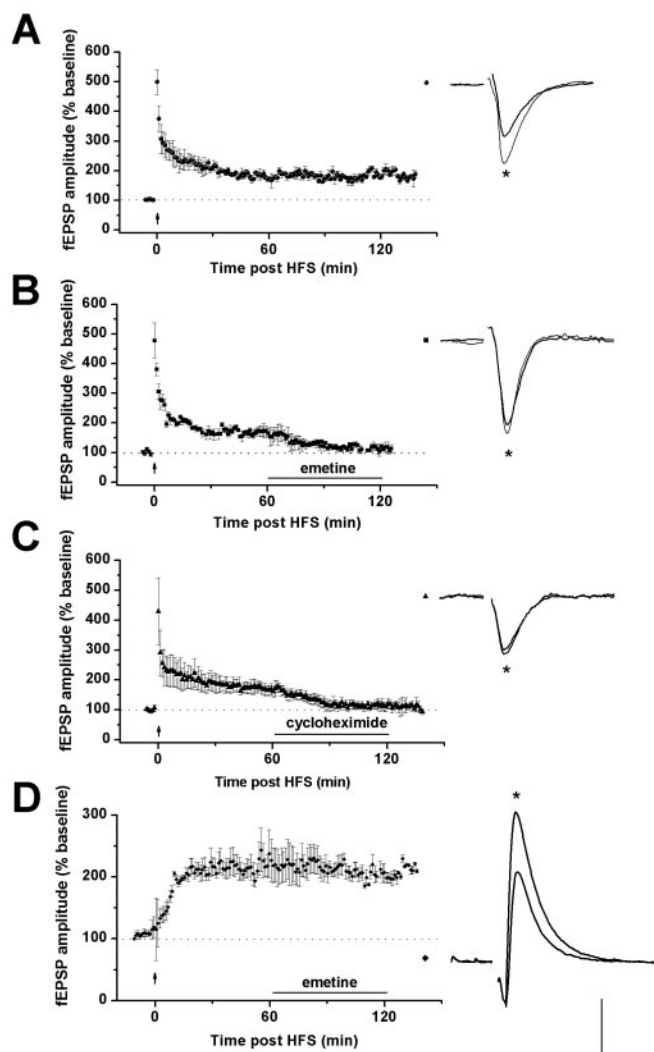 A
fEPSP amplitude (% baseline)
600
500
400
300
200
100
0
0 60 120
Time post HFS (min)
*
B
fEPSP amplitude (% baseline)
600
500
400
300
200
100
0
emetine
0 60 120
Time post HFS (min)
*
C
fEPSP amplitude (% baseline)
600
500
400
300
200
100
0
cycloheximide
0 60 120
Time post HFS (min)
*
D
fEPSP amplitude (% baseline)
300
200
100
0
emetine
0 60 120
Time post HFS (min)
*